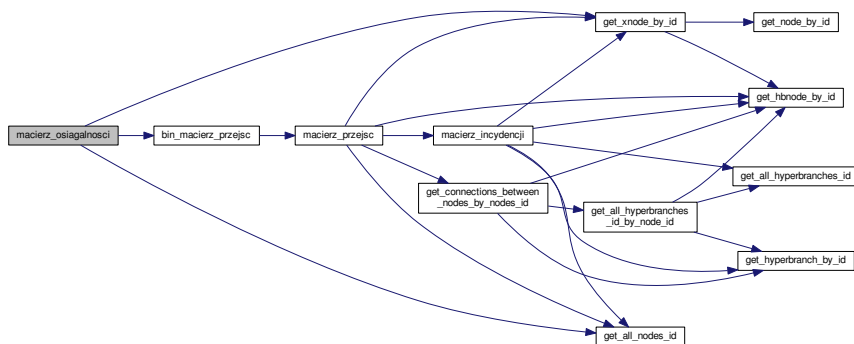 get_xnode_by_id
get_node_by_id
get_hbnode_by_id
macierz_osiagalnosci
bin_macierz_przejsc
macierz_przejsc
macierz_incydencji
get_all_hyperbranches_id
get_connections_between
_nodes_by_nodes_id
get_all_hyperbranches
_id_by_node_id
get_hyperbranch_by_id
get_all_nodes_id